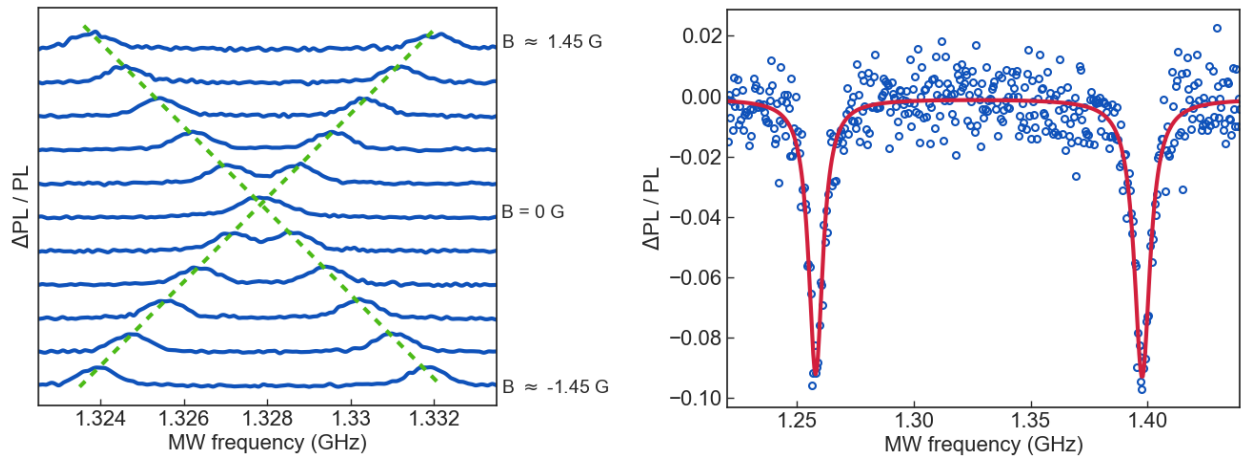 ΔPL / PL
B ≈ 1.45 G
B = 0 G
B ≈ -1.45 G
1.324 1.326 1.328 1.33 1.332
MW frequency (GHz)
ΔPL / PL
0.02
0.00
−0.02
−0.04
−0.06
−0.08
−0.10
1.25 1.30 1.35 1.40
MW frequency (GHz)